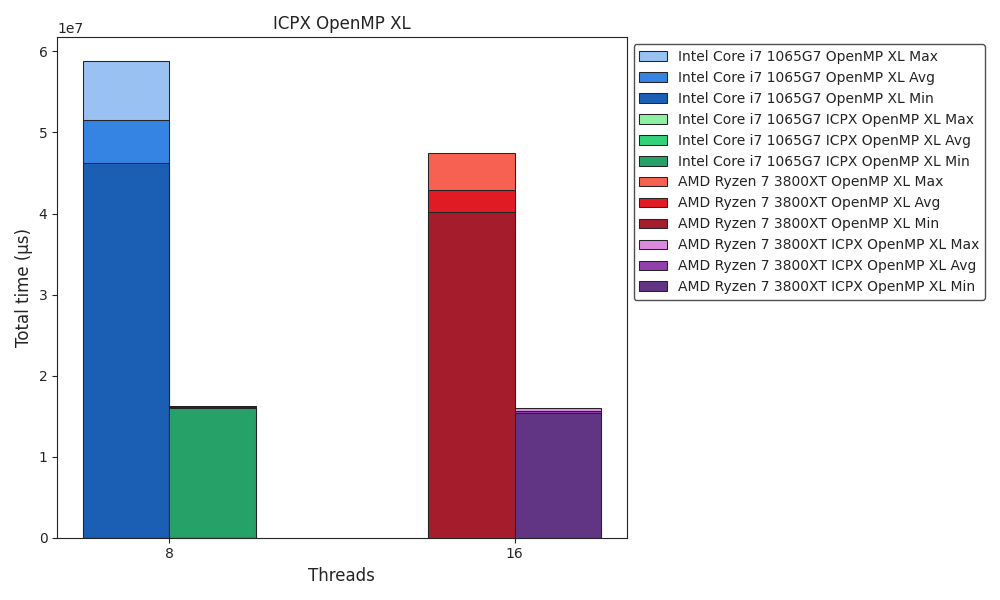 ICPX OpenMP XL
1e7
6
5
4
3
2
1
0
Total time (µs)
8
16
Threads
Intel Core i7 1065G7 OpenMP XL Max
Intel Core i7 1065G7 OpenMP XL Avg
Intel Core i7 1065G7 OpenMP XL Min
Intel Core i7 1065G7 ICPX OpenMP XL Max
Intel Core i7 1065G7 ICPX OpenMP XL Avg
Intel Core i7 1065G7 ICPX OpenMP XL Min
AMD Ryzen 7 3800XT OpenMP XL Max
AMD Ryzen 7 3800XT OpenMP XL Avg
AMD Ryzen 7 3800XT OpenMP XL Min
AMD Ryzen 7 3800XT ICPX OpenMP XL Max
AMD Ryzen 7 3800XT ICPX OpenMP XL Avg
AMD Ryzen 7 3800XT ICPX OpenMP XL Min